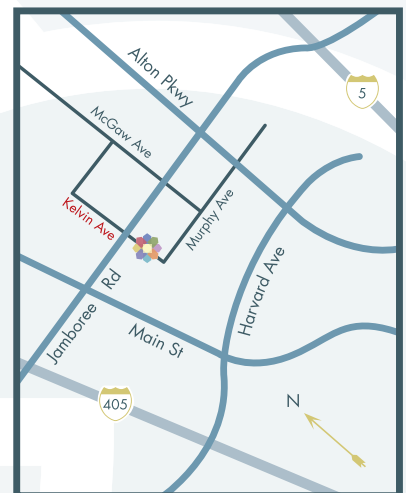 Alton Pkwy
5
McGaw Ave
Kelvin Ave
Murphy Ave
Jamboree Rd
Harvard Ave
Main St
405
N